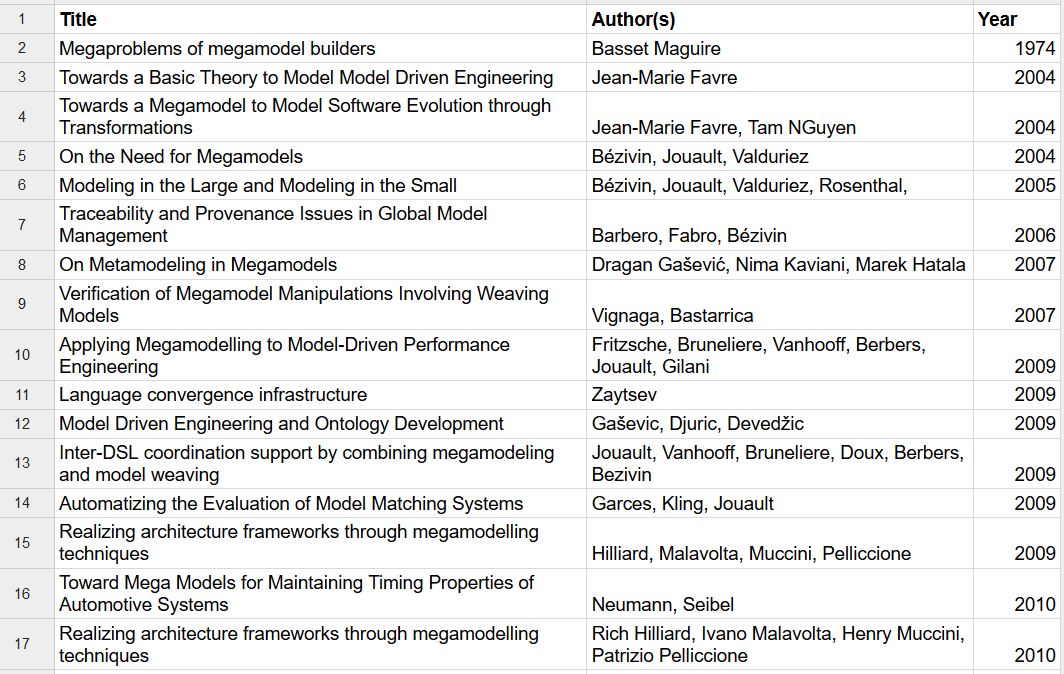 1 Title Author(s) Year
2 Megaproblems of megamodel builders Basset Maguire 1974
3 Towards a Basic Theory to Model Model Driven Engineering Jean-Marie Favre 2004
4 Towards a Megamodel to Model Software Evolution through
Transformations Jean-Marie Favre, Tam NGuyen 2004
5 On the Need for Megamodels Bézivin, Jouault, Valduriez 2004
6 Modeling in the Large and Modeling in the Small Bézivin, Jouault, Valduriez, Rosenthal, 2005
7 Traceability and Provenance Issues in Global Model
Management Barbero, Fabro, Bézivin 2006
8 On Metamodeling in Megamodels Dragan Gašević, Nima Kaviani, Marek Hatala 2007
9 Verification of Megamodel Manipulations Involving Weaving
Models Vignaga, Bastarrica 2007
10 Applying Megamodelling to Model-Driven Performance Fritzsche, Bruneliere, Vanhooff, Berbers,
Engineering Jouault, Gilani 2009
11 Language convergence infrastructure Zaytsev 2009
12 Model Driven Engineering and Ontology Development Gaševic, Djuric, Devedžic 2009
13 Inter-DSL coordination support by combining megamodeling Jouault, Vanhooff, Bruneliere, Doux, Berbers,
and model weaving Bezivin 2009
14 Automatizing the Evaluation of Model Matching Systems Garces, Kling, Jouault 2009
15 Realizing architecture frameworks through megamodelling
techniques Hilliard, Malavolta, Muccini, Pelliccione 2009
16 Toward Mega Models for Maintaining Timing Properties of
Automotive Systems Neumann, Seibel 2010
17 Realizing architecture frameworks through megamodelling Rich Hilliard, Ivano Malavolta, Henry Muccini,
techniques Patrizio Pelliccione 2010